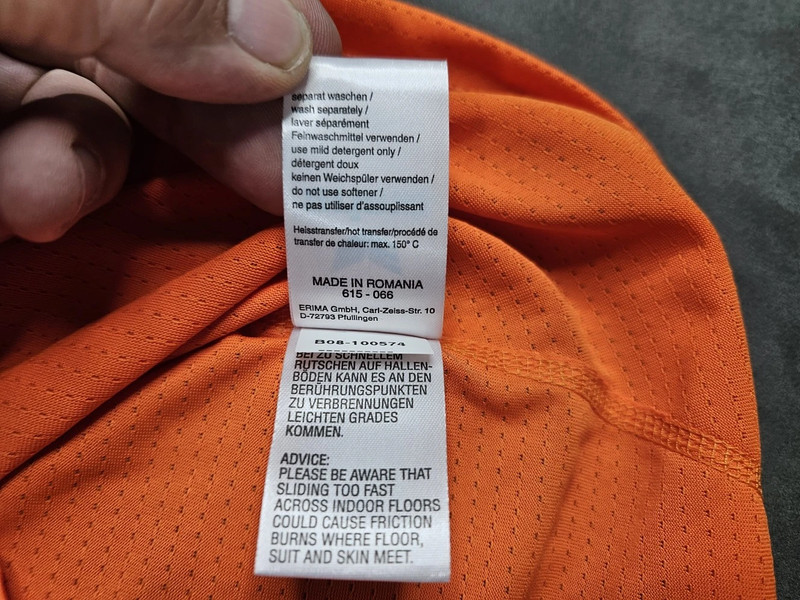 separat waschen /
wash separately /
laver séparément
Feinwaschmittel verwenden /
use mild detergent only /
détergent doux
keinen Weichspüler verwenden /
do not use softener /
ne pas utiliser d'assouplissant
Heisstransfer/hot transfer/procédé de
transfer de chaleur: max. 150° C
MADE IN ROMANIA
615 - 066
ERIMA GmbH, Carl-Zeiss-Str. 10
D-72793 Pfullingen
B08-100574
BEI ZU SCHNELLEM
RUTSCHEN AUF HALLEN-
BÖDEN KANN ES AN DEN
BERÜHRUNGSPUNKTEN
ZU VERBRENNUNGEN
LEICHTEN GRADES
KOMMEN.
ADVICE:
PLEASE BE AWARE THAT
SLIDING TOO FAST
ACROSS INDOOR FLOORS
COULD CAUSE FRICTION
BURNS WHERE FLOOR,
SUIT AND SKIN MEET.